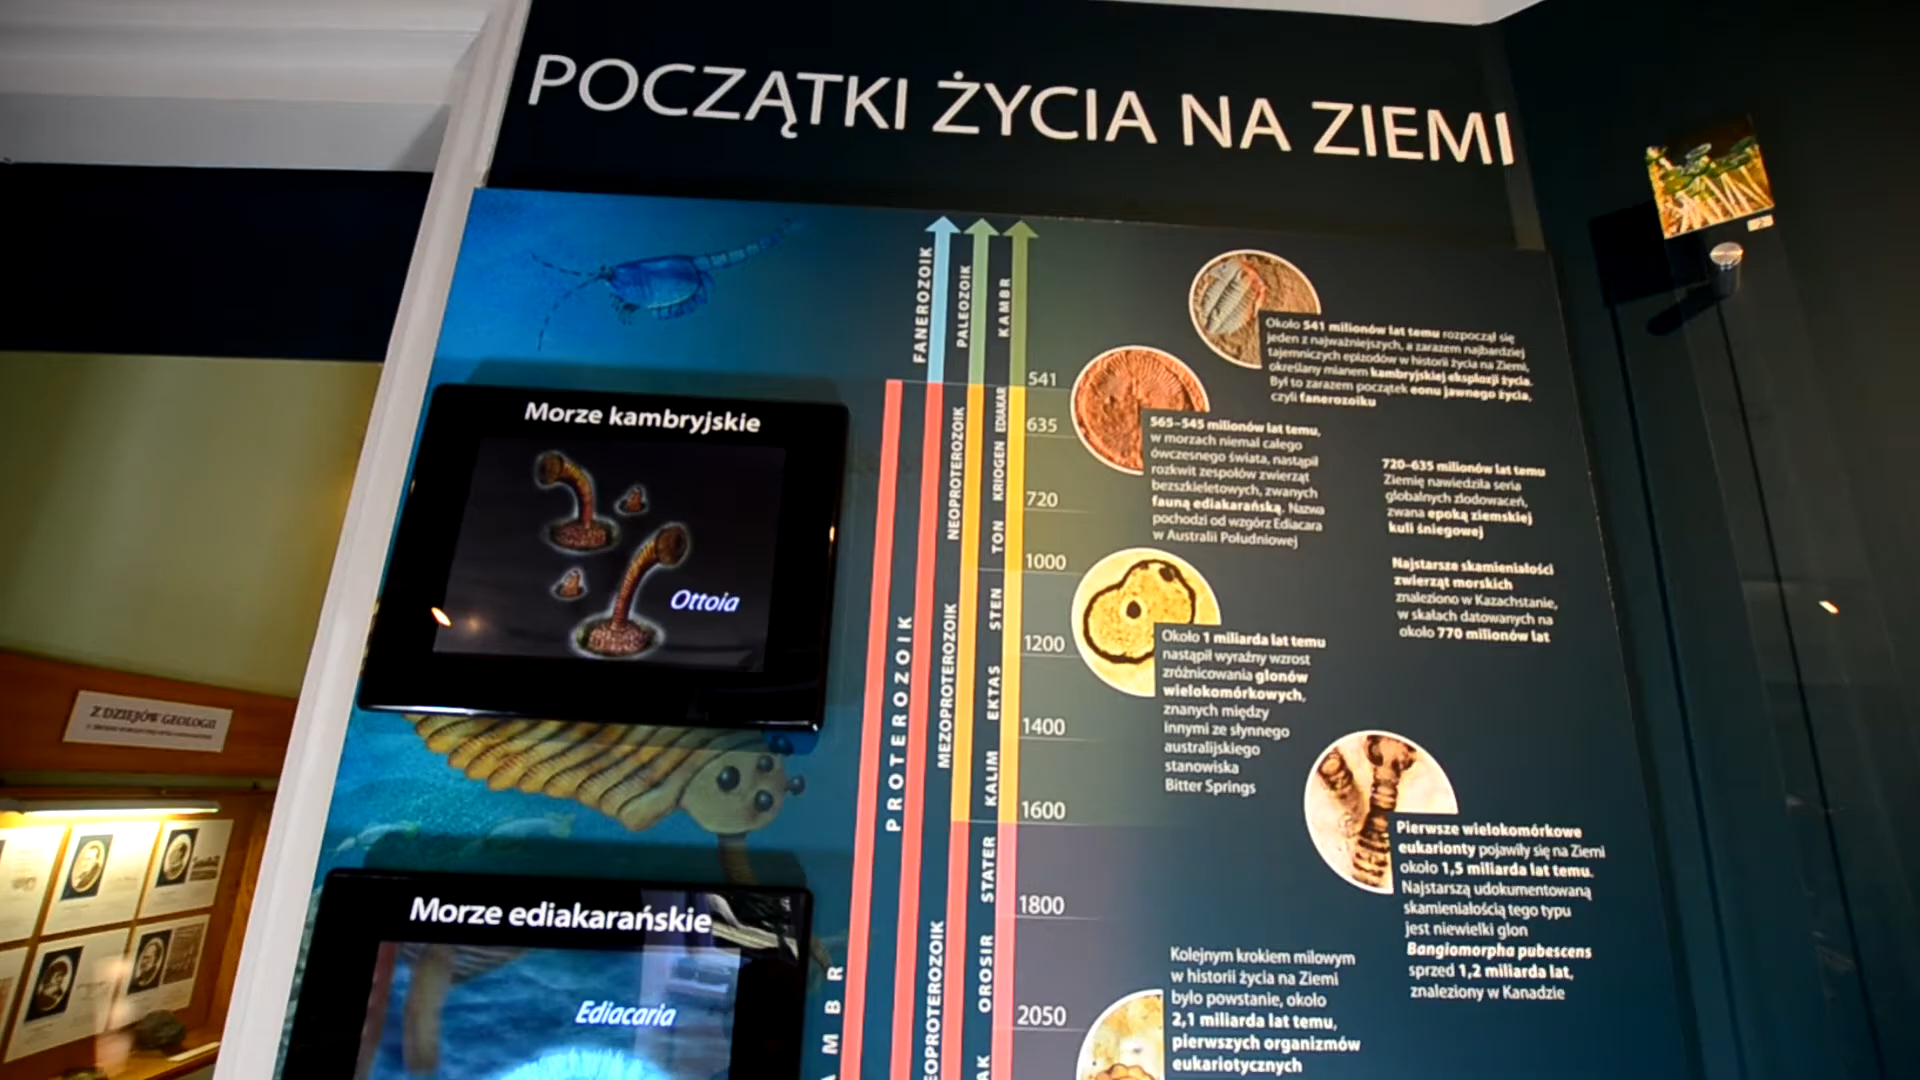 POCZĄTKI ŻYCIA NA ZIEMI
FANEROZOIK
PALEOZOIK
KAMBR
Około 541 milionów lat temu rozpoczął się
jeden z najważniejszych, a zarazem najbardziej
tajemniczych epizodów w historii życia na Ziemi,
określany mianem kambryjskiej eksplozji życia.
Był to zarazem początek eonu jawnego życia,
czyli fanerozoiku
541
EDIAKAR
635
KRIOGEN
720
TON
1000
STEN
1200
EKTAS
1400
KALIM
1600
STATER
1800
OROSIR
2050
NEOPROTEROZOIK
MEZOPROTEROZOIK
PROTEROZOIK
565–545 milionów lat temu,
w morzach niemal całego
ówczesnego świata, nastąpił
rozkwit zespołów zwierząt
bezszkieletowych, zwanych
fauną ediakarańską. Nazwa
pochodzi od wzgórz Ediacara
w Australii Południowej
720–635 milionów lat temu
Ziemię nawiedziła seria
globalnych zlodowaceń,
zwana epoką ziemskiej
kuli śniegowej
Najstarsze skamieniałości
zwierząt morskich
znaleziono w Kazachstanie,
w skałach datowanych na
około 770 milionów lat
Około 1 miliarda lat temu
nastąpił wyraźny wzrost
zróżnicowania glonów
wielokomórkowych,
znanych między
innymi ze słynnego
australijskiego
stanowiska
Bitter Springs
Pierwsze wielokomórkowe
eukarionty pojawiły się na Ziemi
około 1,5 miliarda lat temu.
Najstarszą udokumentowaną
skamieniałością tego typu
jest niewielki glon
Bangiomorpha pubescens
sprzed 1,2 miliarda lat,
znaleziony w Kanadzie
Kolejnym krokiem milowym
w historii życia na Ziemi
było powstanie, około
2,1 miliarda lat temu,
pierwszych organizmów
eukariotycznych
Morze kambryjskie
Ottoia
Morze ediakarańskie
Ediacaria
Z DZIEJÓW GEOLOGII